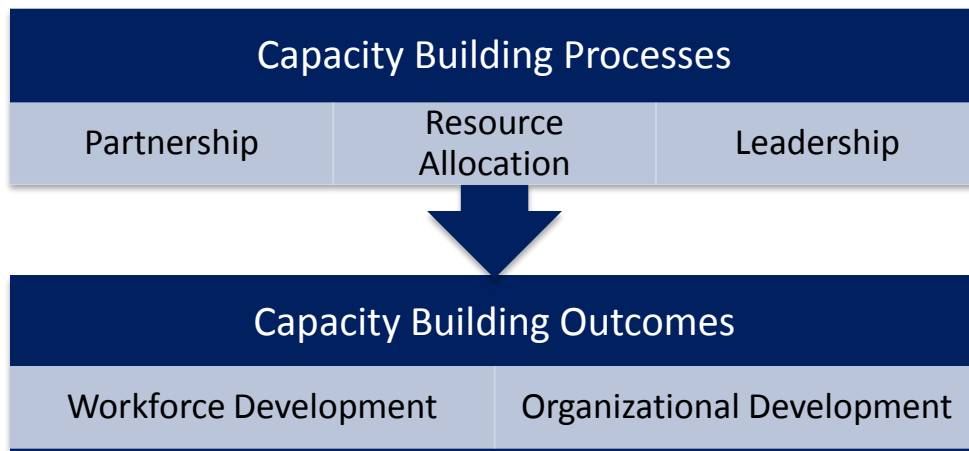 Capacity Building Processes
Partnership
Resource
Allocation
Leadership
Capacity Building Outcomes
Workforce Development
Organizational Development